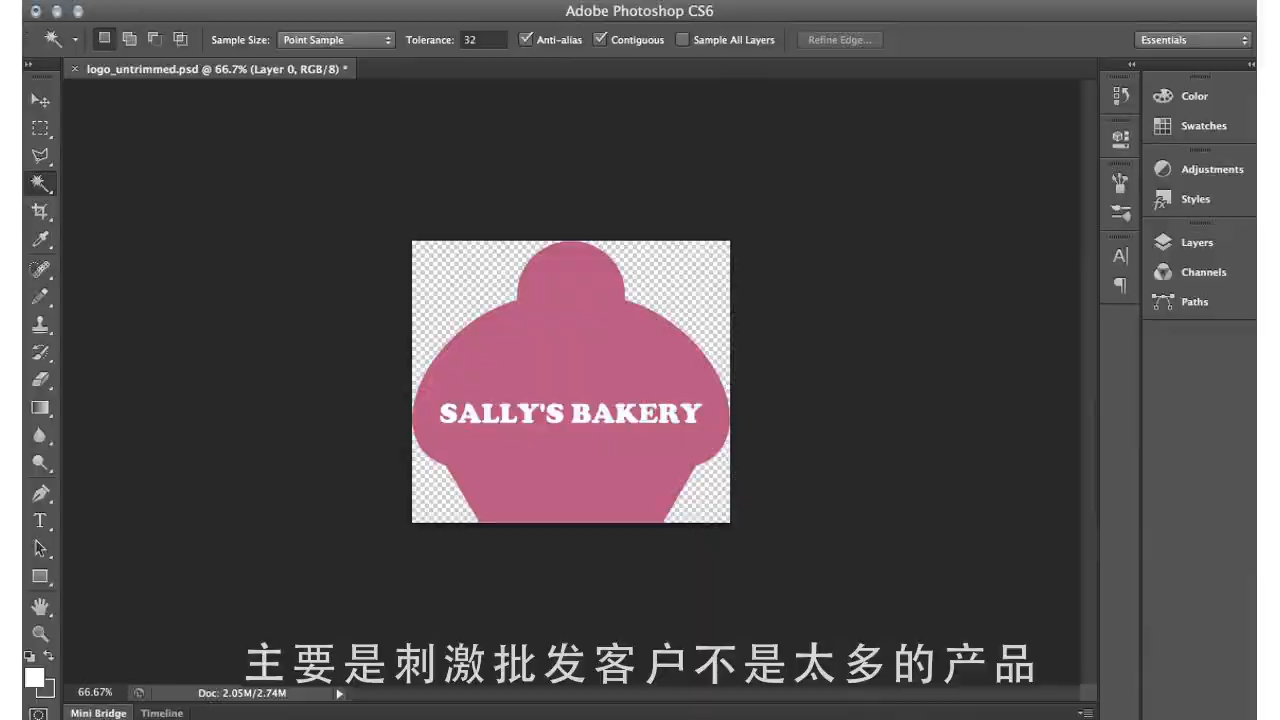 Adobe Photoshop CS6
Sample Size: Point Sample Tolerance: 32 Anti-alias Contiguous Sample All Layers Refine Edge... Essentials
logo_untrimmed.psd @ 66.7% (Layer 0, RGB/8) *
Color
Swatches
Adjustments
Styles
Layers
Channels
Paths
SALLY'S BAKERY
主要是刺激批发客户不是太多的产品
66.67% Doc: 2.05M/2.74M
Mini Bridge Timeline